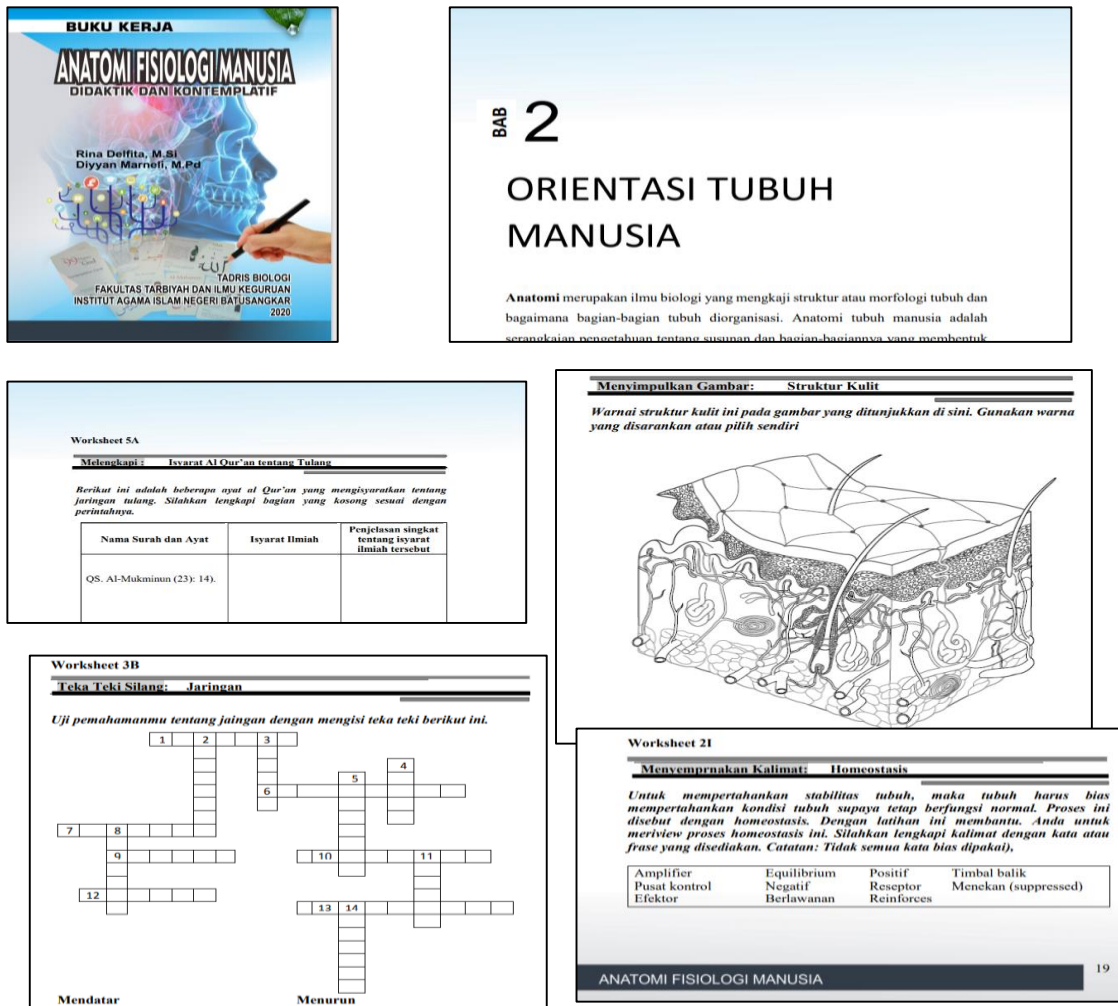 BUKU KERJA
ANATOMI FISIOLOGI MANUSIA
DIDAKTIK DAN KONTEMPLATIF
Rina Delfita, M.Si
Diyyan Marneli, M.Pd
الله
TADRIS BIOLOGI
FAKULTAS TARBIYAH DAN ILMU KEGURUAN
INSTITUT AGAMA ISLAM NEGERI BATUSANGKAR
2020
BAB 2
ORIENTASI TUBUH
MANUSIA
Anatomi merupakan ilmu biologi yang mengkaji struktur atau morfologi tubuh dan
bagaimana bagian-bagian tubuh diorganisasi. Anatomi tubuh manusia adalah
serangkaian pengetahuan tentang susunan dan bagian-bagiannya yang membentuk
Worksheet 5A
Melengkapi : Isyarat Al Qur'an tentang Tulang
Berikut ini adalah beberapa ayat al Qur'an yang mengisyaratkan tentang
jaringan tulang. Silahkan lengkapi bagian yang kosong sesuai dengan
perintahnya.
Nama Surah dan Ayat Isyarat Ilmiah Penjelasan singkat
tentang isyarat
ilmiah tersebut
QS. Al-Mukminun (23): 14).
Menyimpulkan Gambar: Struktur Kulit
Warnai struktur kulit ini pada gambar yang ditunjukkan di sini. Gunakan warna
yang disarankan atau pilih sendiri
Worksheet 3B
Teka Teki Silang: Jaringan
Uji pemahamanmu tentang jaingan dengan mengisi teka teki berikut ini.
1 2 3
4
5
6
7 8
9 10 11
12
13 14
Mendatar Menurun
Worksheet 2I
Menyemprnakan Kalimat: Homeostasis
Untuk mempertahankan stabilitas tubuh, maka tubuh harus bias
mempertahankan kondisi tubuh supaya tetap berfungsi normal. Proses ini
disebut dengan homeostasis. Dengan latihan ini membantu. Anda untuk
meriview proses homeostasis ini. Silahkan lengkapi kalimat dengan kata atau
frase yang disediakan. Catatan: Tidak semua kata bias dipakai),
Amplifier Equilibrium Positif Timbal balik
Pusat kontrol Negatif Reseptor Menekan (suppressed)
Efektor Berlawanan Reinforces
19
ANATOMI FISIOLOGI MANUSIA